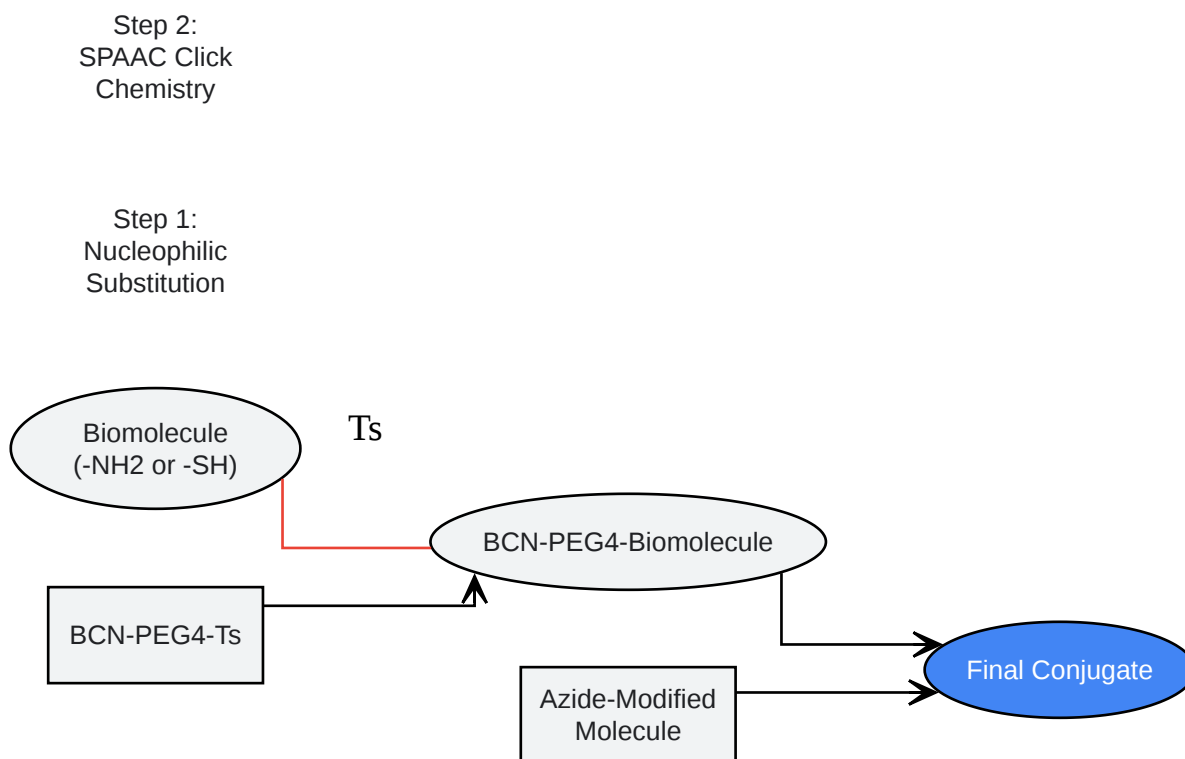 Step 2:
SPAAC Click
Chemistry
Step 1:
Nucleophilic
Substitution
Biomolecule
(-NH2 or -SH)
Ts
BCN-PEG4-Biomolecule
BCN-PEG4-Ts
Final Conjugate
Azide-Modified
Molecule